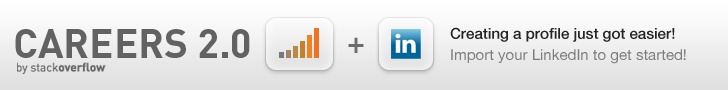 CAREERS 2.0
by stackoverflow
+
in
Creating a profile just got easier!
Import your LinkedIn to get started!